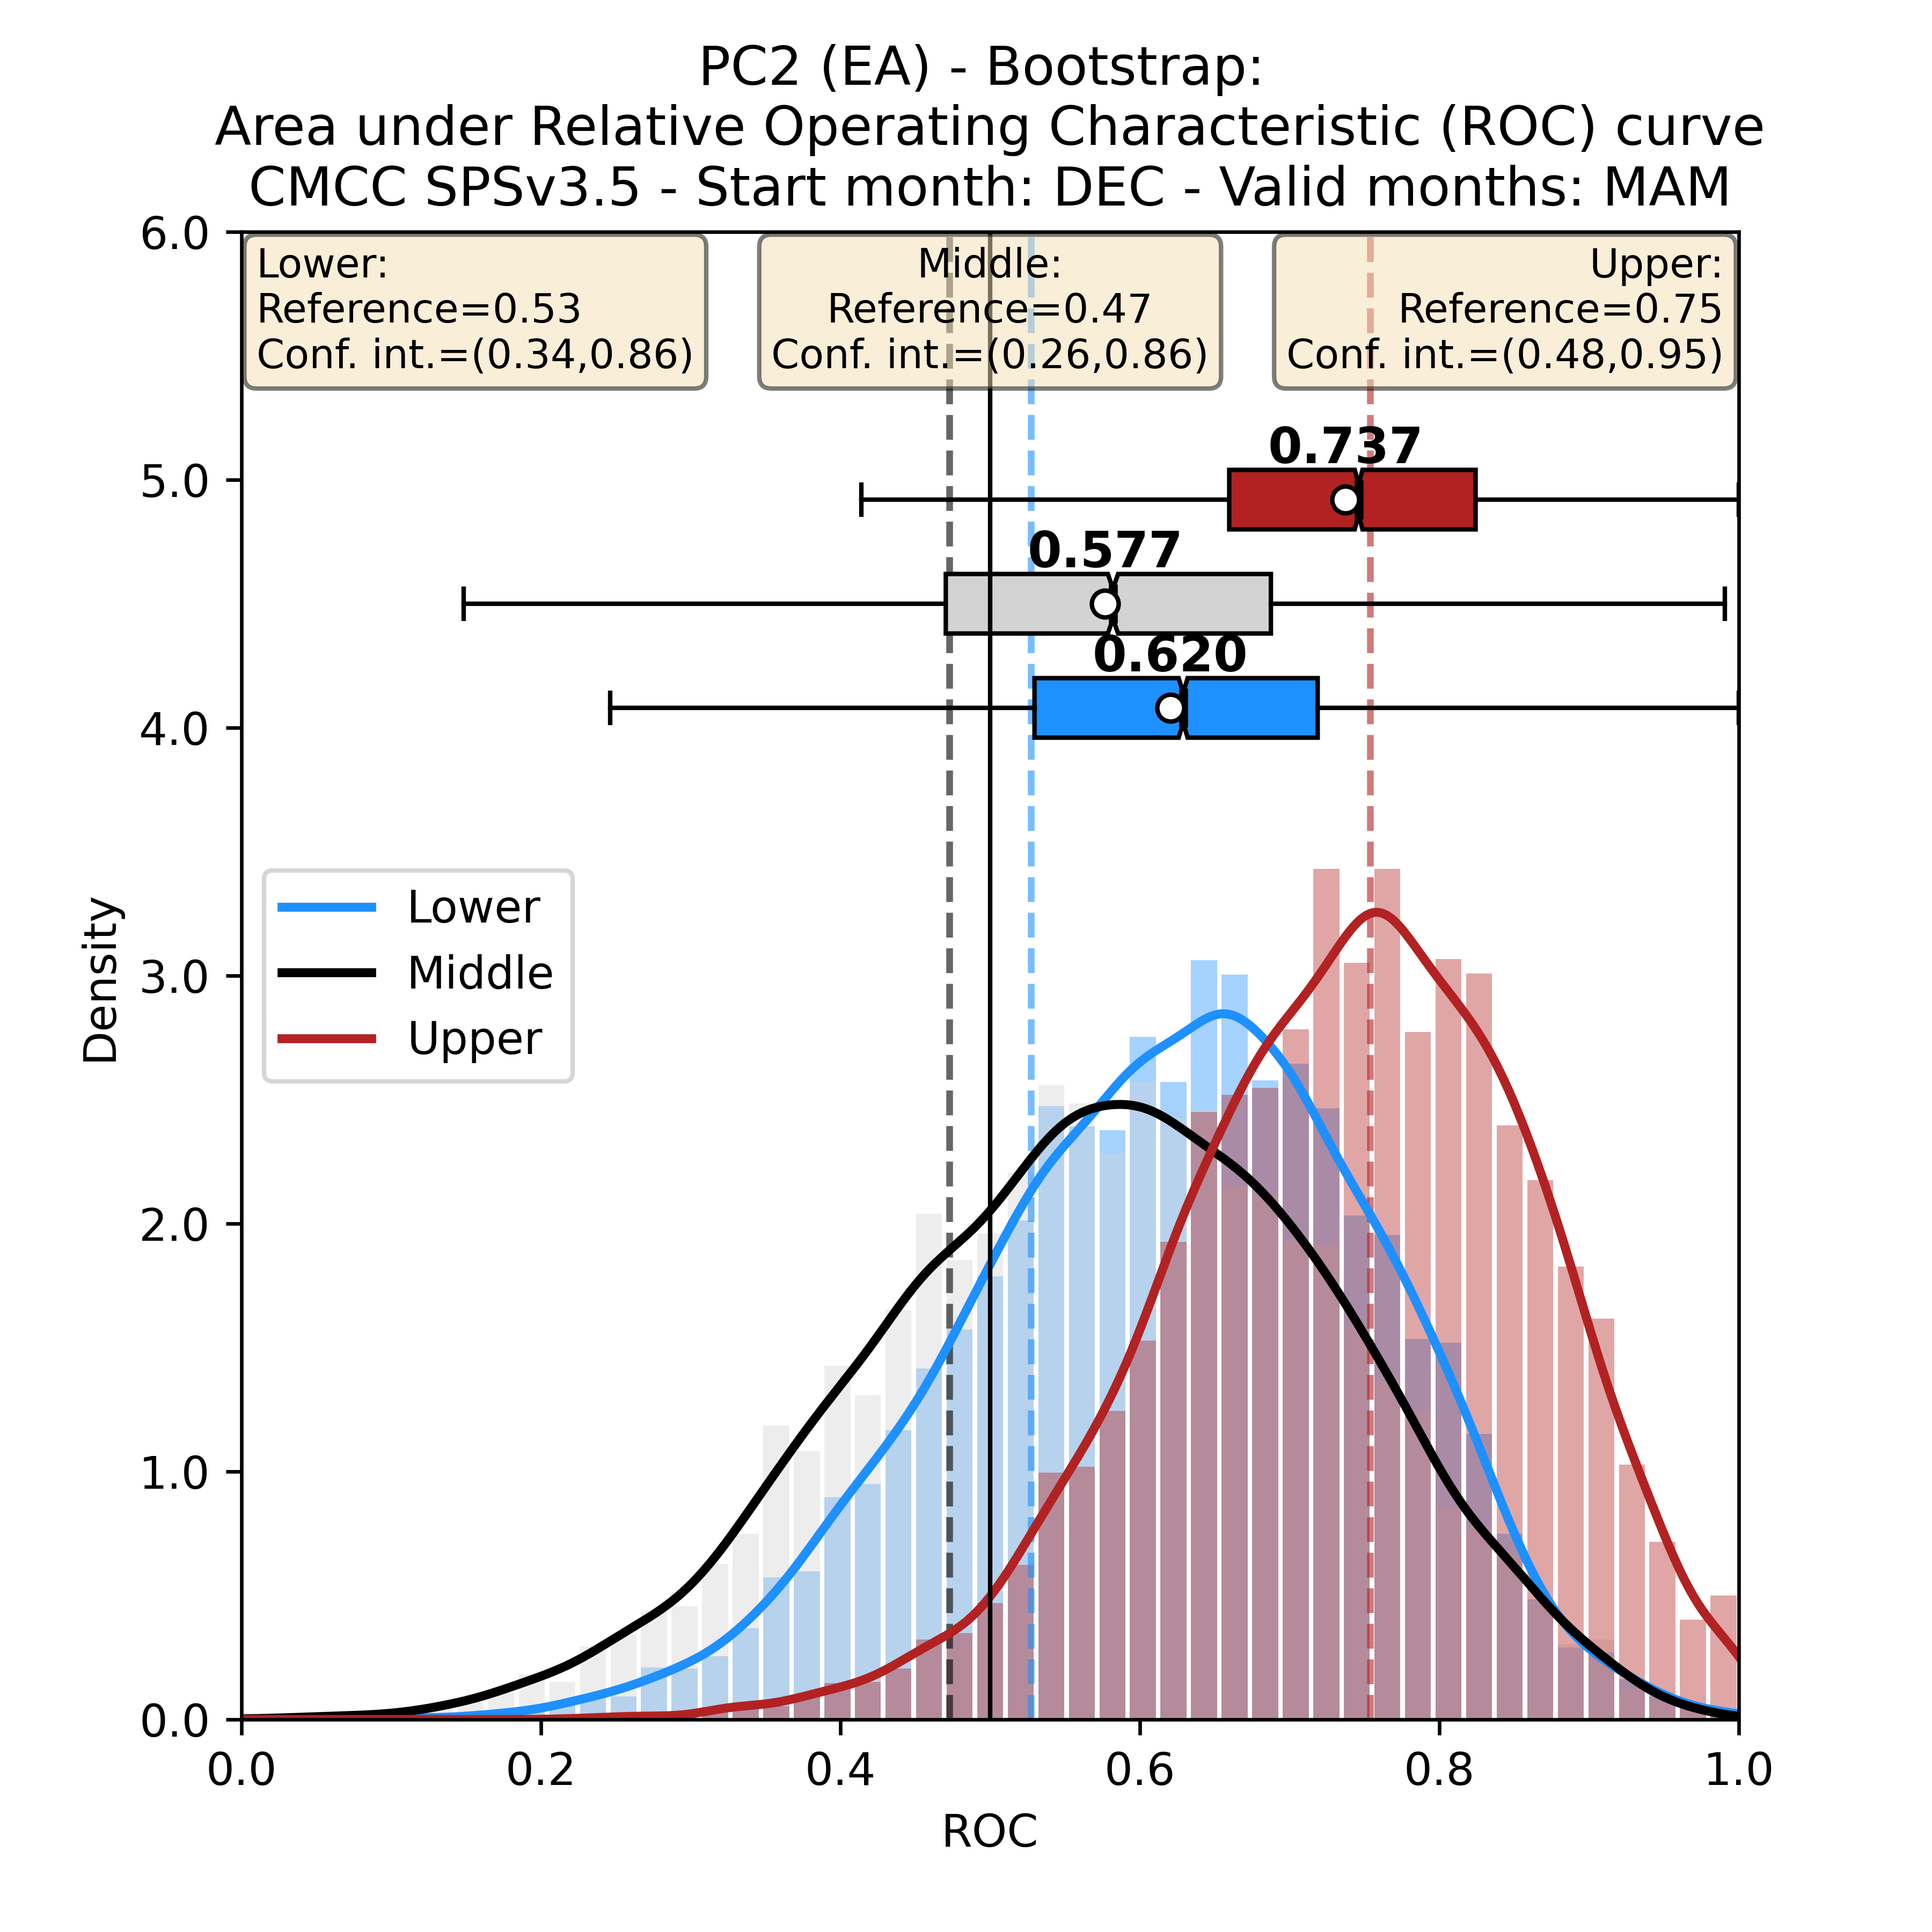 PC2 (EA) - Bootstrap:
Area under Relative Operating Characteristic (ROC) curve
CMCC SPSv3.5 - Start month: DEC - Valid months: MAM
Lower:
Reference=0.53
Conf. int.=(0.34,0.86)
Middle:
Reference=0.47
Conf. int.=(0.26,0.86)
Upper:
Reference=0.75
Conf. int.=(0.48,0.95)
0.737
0.577
0.620
6.0
5.0
4.0
3.0
2.0
1.0
0.0
Density
Lower
Middle
Upper
0.0 0.2 0.4 0.6 0.8 1.0
ROC